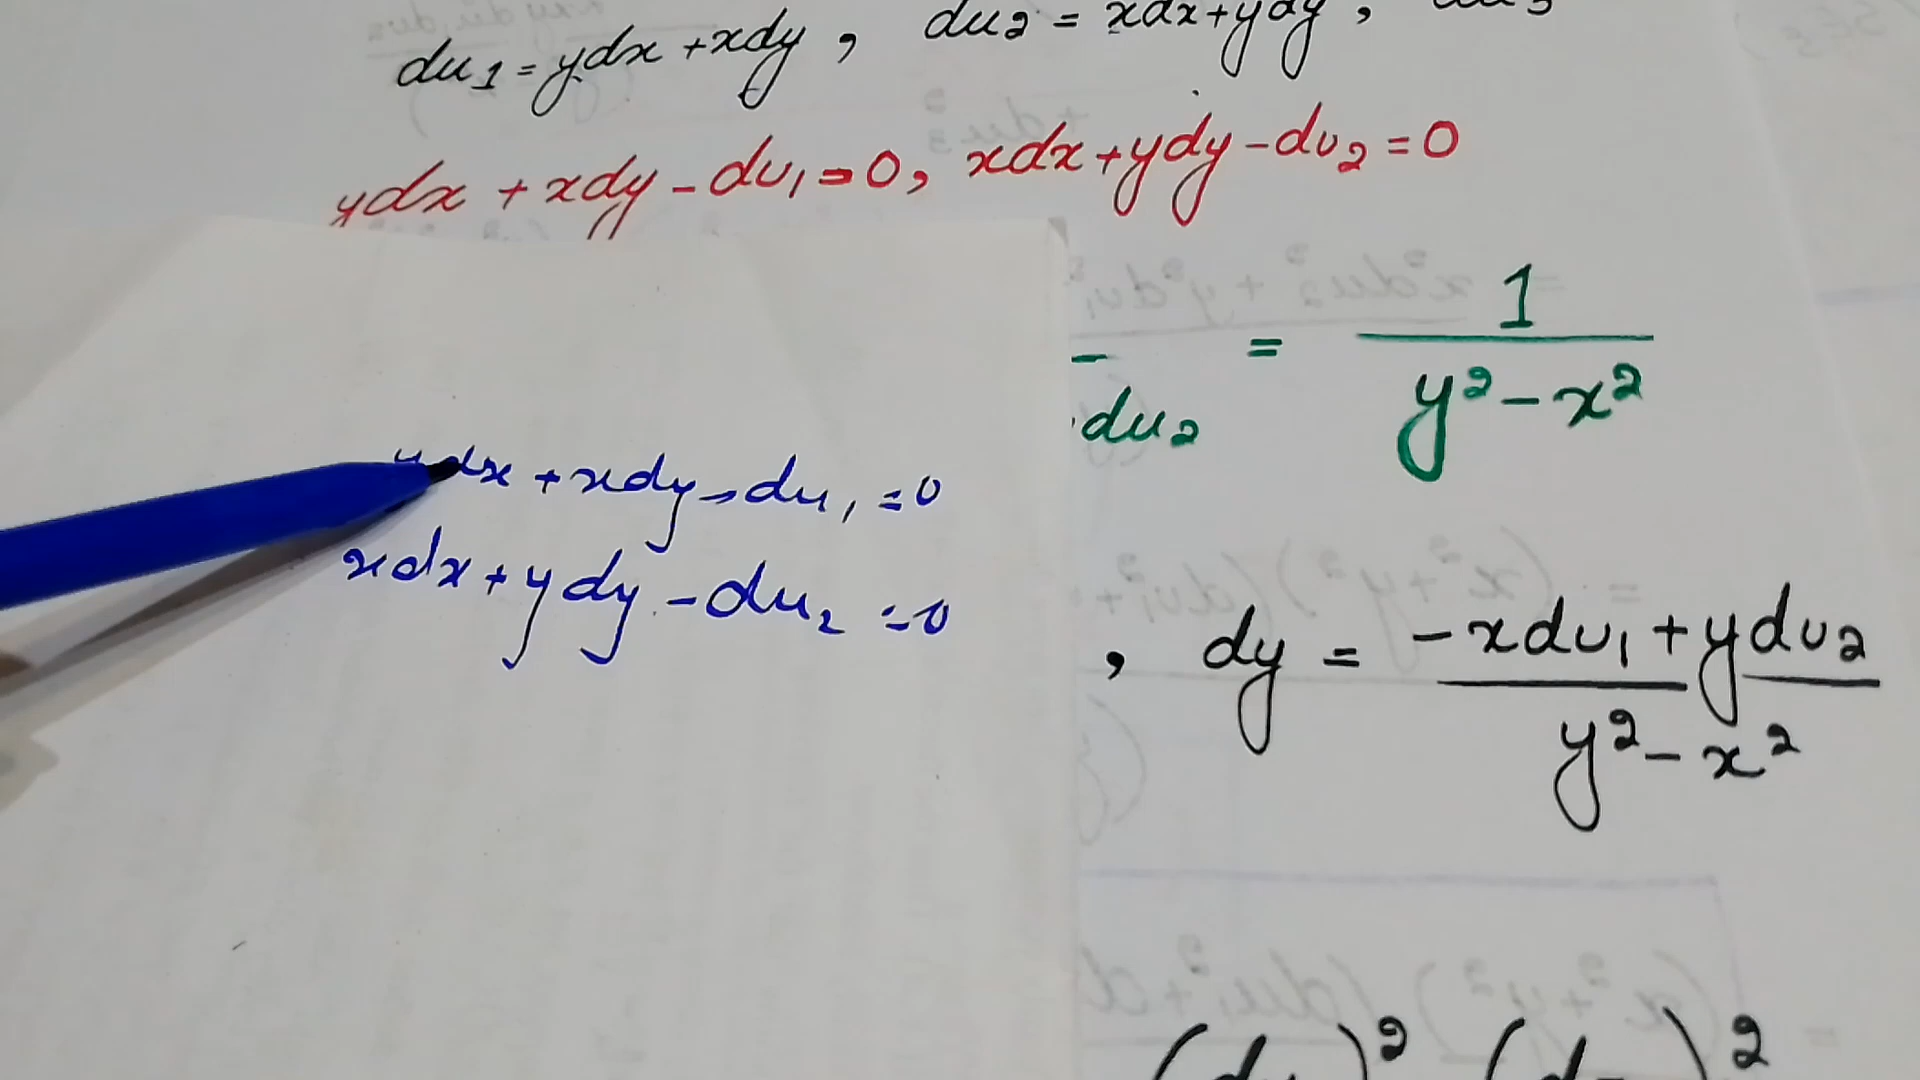 du₁ = ydx + xdy , du₂ = xdx + ydy ,
ydx + xdy - du₁ = 0, xdx + ydy - du₂ = 0
du₂ = 1 / (y² - x²)
ydx + xdy - du₁ = 0
xdx + ydy - du₂ = 0
, dy = (-xdu₁ + ydu₂) / (y² - x²)